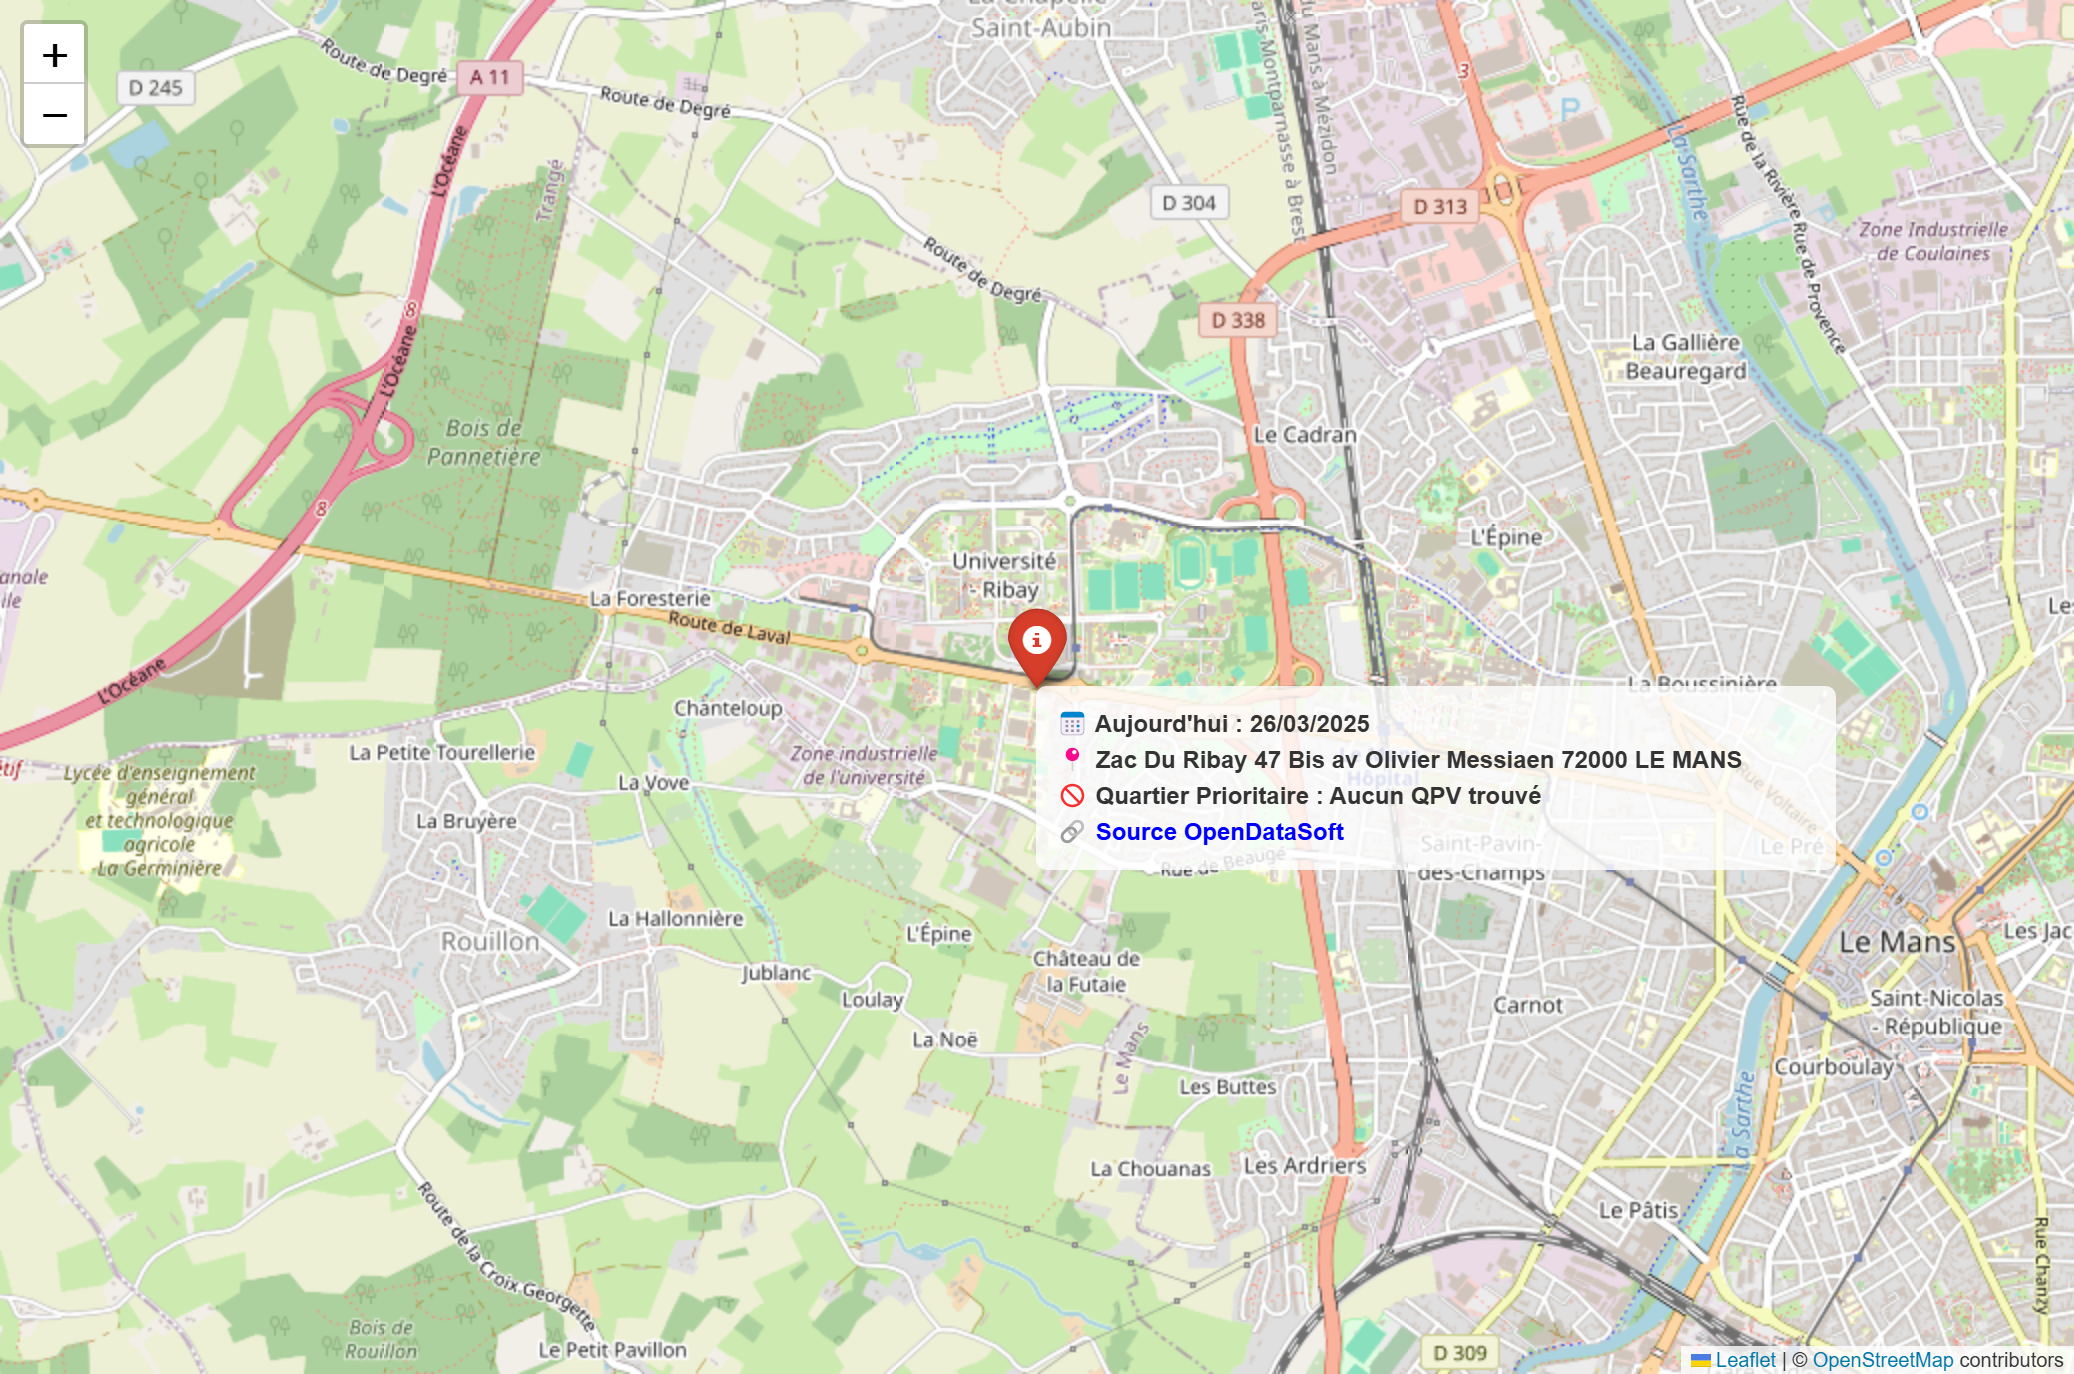 +
−
La Chapelle
Saint-Aubin
Route de Degré
A 11
D 245
Route de Degré
L'Océane
Trangé
Route de Degré
D 304
du Mans à Mézidon
aris Montparnasse à Brest
3
P
D 313
La Sarthe
Rue de la Rivière
Rue de Provence
P
Zone Industrielle
de Coulaines
8
L'Océane
D 338
La Gallière
Beauregard
Bois de
Pannetière
Le Cadran
8
L'Épine
Université
- Ribay
anale
ile
La Foresterie
Route de Laval
Les
L'Océane
La Boussinière
Chanteloup
La Petite Tourellerie
Zone industrielle
de l'université
La Vove
étif
Lycée d'enseignement
général
et technologique
agricole
La Germinière
La Bruyère
Aujourd'hui : 26/03/2025
Zac Du Ribay 47 Bis av Olivier Messiaen 72000 LE MANS
Quartier Prioritaire : Aucun QPV trouvé
Source OpenDataSoft
Hôpital
Rue Voltaire
Saint-Pavin-
des-Champs
Le Pré
Rue de Beaugé
La Hallonnière
L'Épine
Rouillon
Le Mans
Les Jac
Château de
la Futaie
Jublanc
Loulay
Carnot
Saint-Nicolas
- République
La Noë
Le Mans
Les Buttes
Courboulay
La Sarthe
La Chouanas
Les Ardriers
Route de la Croix Georgette
Le Pâtis
Rue Chanzy
Bois de
Rouillon
Le Petit Pavillon
D 309
Leaflet | © OpenStreetMap contributors